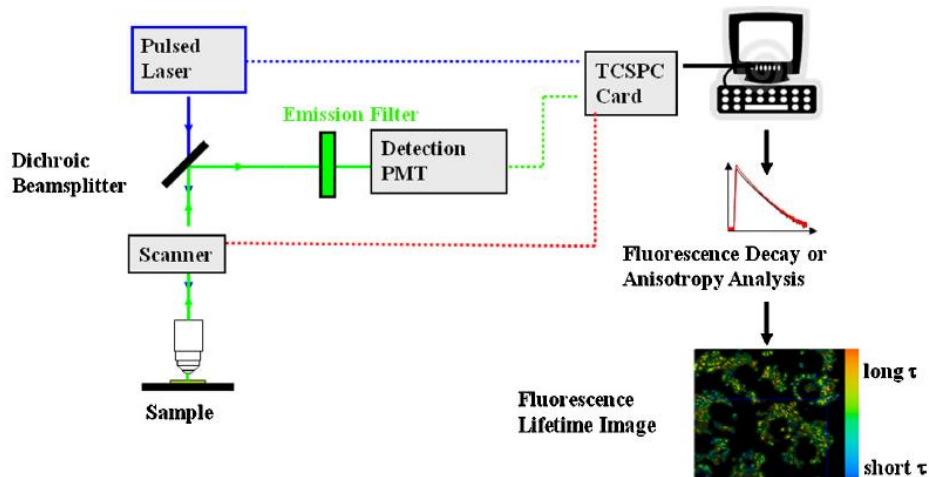 Pulsed
Laser
TCSPC
Card
Emission Filter
Detection
PMT
Dichroic
Beamsplitter
Scanner
Fluorescence Decay or
Anisotropy Analysis
Sample
Fluorescence
Lifetime Image
long τ
short τ